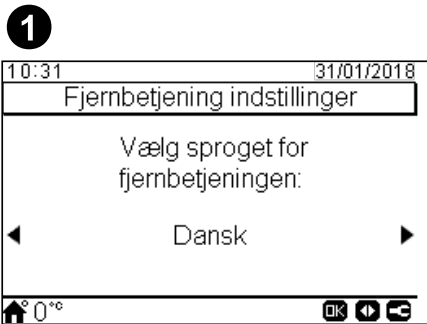 1
10:31 31/01/2018
Fjernbetjening indstillinger
Vælg sproget for
fjernbetjeningen:
Dansk
0°C OK